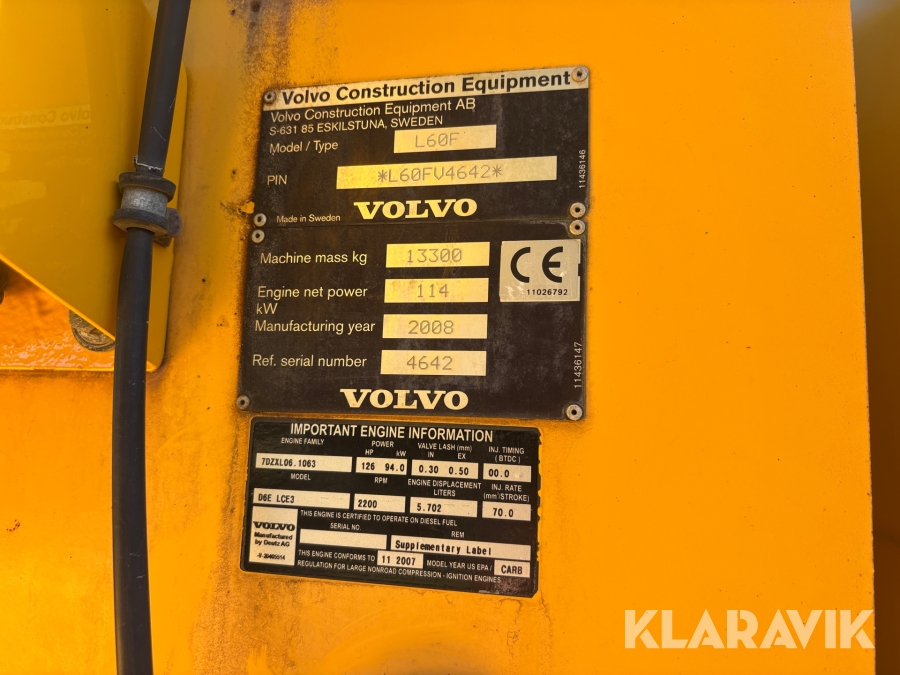 Volvo Construction Equipment
Volvo Construction Equipment AB
S-631 85 ESKILSTUNA, SWEDEN
Model / Type L60F
PIN *L60FV4642*
11436146
Made in Sweden VOLVO
Machine mass kg 13300
CE
11026792
Engine net power kW 114
Manufacturing year 2008
Ref. serial number 4642
11436147
VOLVO
IMPORTANT ENGINE INFORMATION
ENGINE FAMILY POWER VALVE LASH (mm) INJ. TIMING
HP kW IN EX (BTDC)
7DZXL06.1063 126 94.0 0.30 0.50 00.0
MODEL RPM ENGINE DISPLACEMENT LITERS INJ. RATE (mm³/STROKE)
D6E LCE3 2200 5.702 70.0
THIS ENGINE IS CERTIFIED TO OPERATE ON DIESEL FUEL
SERIAL NO. REM
Supplementary Label
VOLVO
Manufactured
by Deutz AG
THIS ENGINE CONFORMS TO 11 2007 MODEL YEAR US EPA / CARB
REGULATION FOR LARGE NONROAD COMPRESSION - IGNITION ENGINES
KLARAVIK